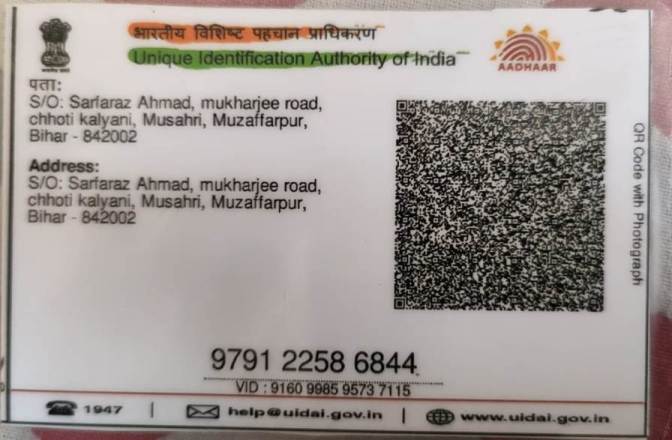 भारतीय विशिष्ट पहचान प्राधिकरण
Unique Identification Authority of India
AADHAAR
पता:
S/O: Sarfaraz Ahmad, mukharjee road,
chhoti kalyani, Musahri, Muzaffarpur,
Bihar - 842002
Address:
S/O: Sarfaraz Ahmad, mukharjee road,
chhoti kalyani, Musahri, Muzaffarpur,
Bihar - 842002
QR Code with Photograph
9791 2258 6844
VID : 9160 9985 9573 7115
1947 | help@uidai.gov.in | www.uidai.gov.in